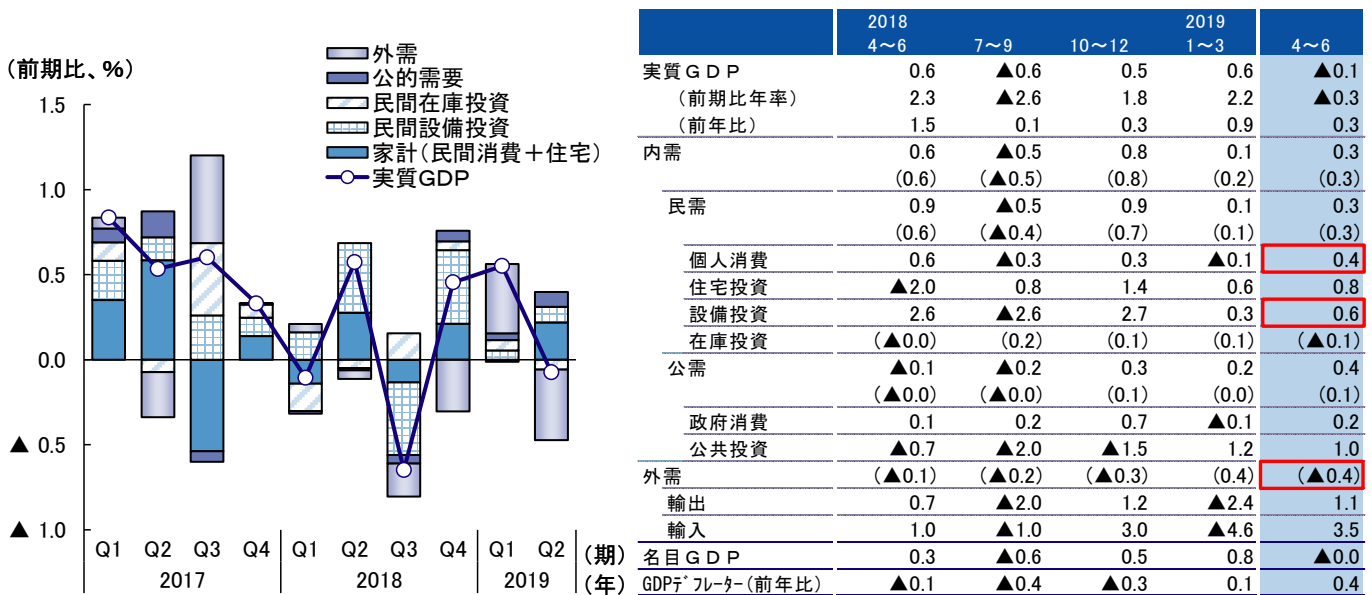 (前期比、%)
外需
公的需要
民間在庫投資
民間設備投資
家計(民間消費+住宅)
実質GDP
1.5
1.0
0.5
0.0
▲ 0.5
▲ 1.0
Q1 Q2 Q3 Q4 Q1 Q2 Q3 Q4 Q1 Q2 (期)
2017 2018 2019 (年)
2018 2019
4~6 7~9 10~12 1~3 4~6
実質GDP 0.6 ▲0.6 0.5 0.6 ▲0.1
(前期比年率) 2.3 ▲2.6 1.8 2.2 ▲0.3
(前年比) 1.5 0.1 0.3 0.9 0.3
内需 0.6 ▲0.5 0.8 0.1 0.3
(0.6) (▲0.5) (0.8) (0.2) (0.3)
民需 0.9 ▲0.5 0.9 0.1 0.3
(0.6) (▲0.4) (0.7) (0.1) (0.3)
個人消費 0.6 ▲0.3 0.3 ▲0.1 0.4
住宅投資 ▲2.0 0.8 1.4 0.6 0.8
設備投資 2.6 ▲2.6 2.7 0.3 0.6
在庫投資 (▲0.0) (0.2) (0.1) (0.1) (▲0.1)
公需 ▲0.1 ▲0.2 0.3 0.2 0.4
(▲0.0) (▲0.0) (0.1) (0.0) (0.1)
政府消費 0.1 0.2 0.7 ▲0.1 0.2
公共投資 ▲0.7 ▲2.0 ▲1.5 1.2 1.0
外需 (▲0.1) (▲0.2) (▲0.3) (0.4) (▲0.4)
輸出 0.7 ▲2.0 1.2 ▲2.4 1.1
輸入 1.0 ▲1.0 3.0 ▲4.6 3.5
名目GDP 0.3 ▲0.6 0.5 0.8 ▲0.0
GDPデフレーター(前年比) ▲0.1 ▲0.4 ▲0.3 0.1 0.4